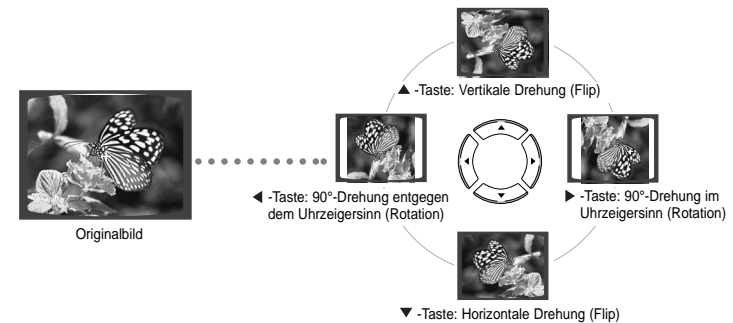 ▲ -Taste: Vertikale Drehung (Flip)
◀ -Taste: 90°-Drehung entgegen
dem Uhrzeigersinn (Rotation)
▶ -Taste: 90°-Drehung im
Uhrzeigersinn (Rotation)
Originalbild
▼ -Taste: Horizontale Drehung (Flip)